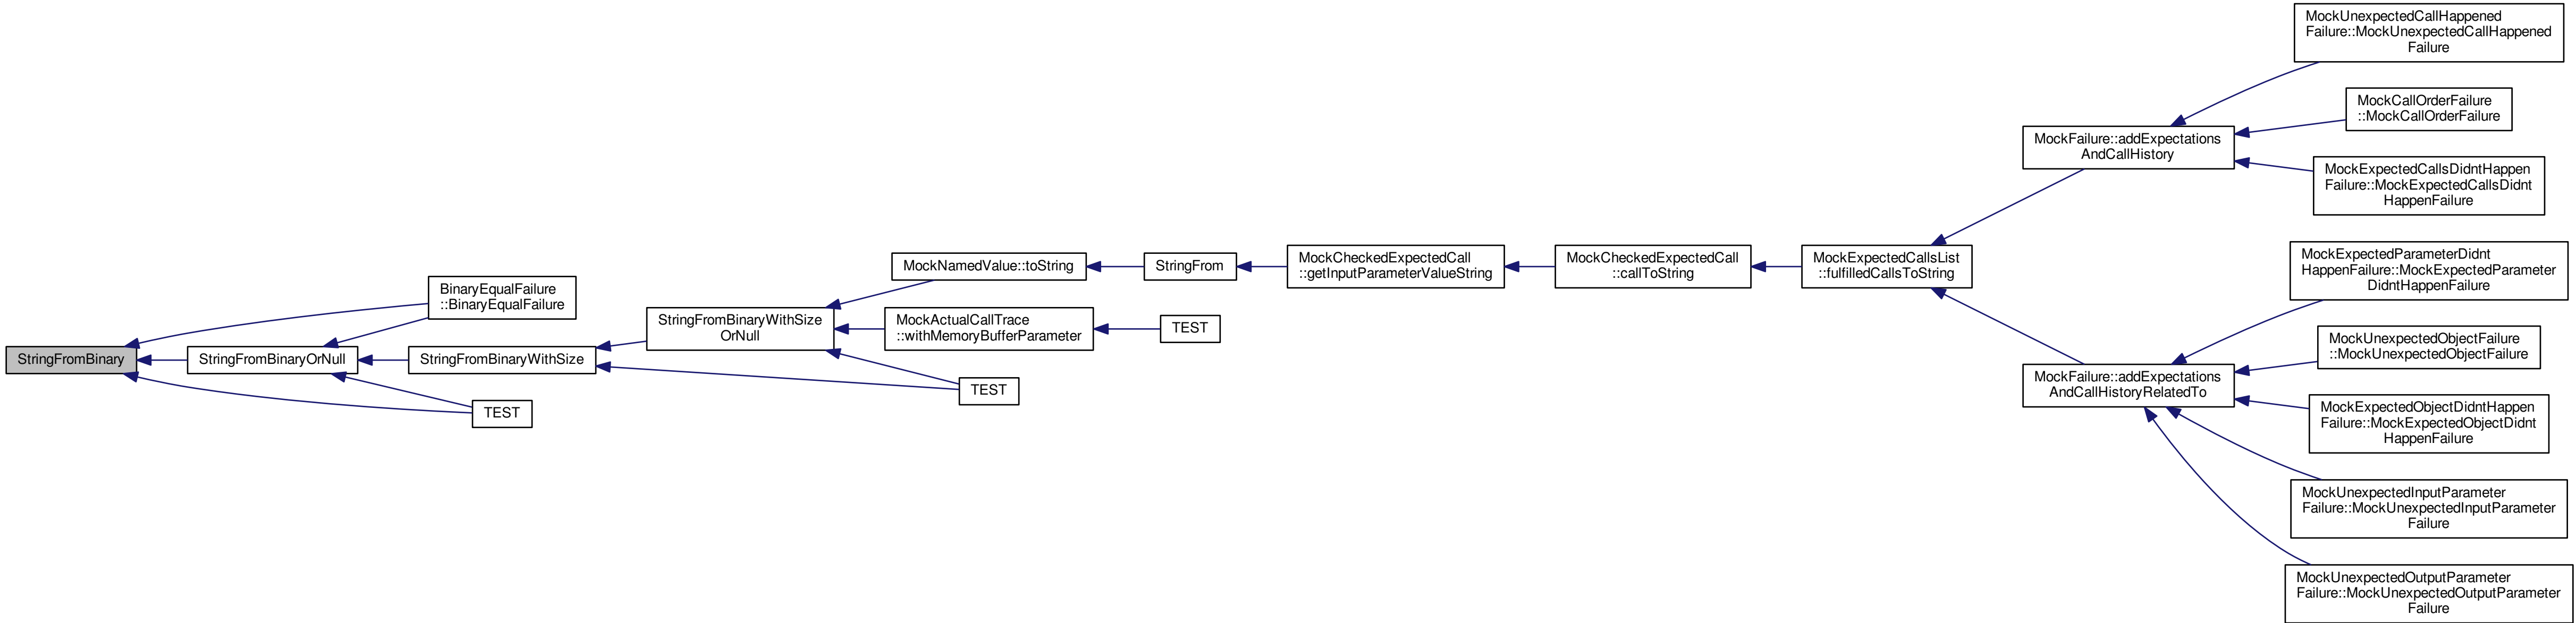 StringFromBinary
BinaryEqualFailure
::BinaryEqualFailure
StringFromBinaryOrNull
TEST
StringFromBinaryWithSize
StringFromBinaryWithSize
OrNull
MockNamedValue::toString
MockActualCallTrace
::withMemoryBufferParameter
TEST
StringFrom
TEST
MockCheckedExpectedCall
::getInputParameterValueString
MockCheckedExpectedCall
::callToString
MockExpectedCallsList
::fulfilledCallsToString
MockFailure::addExpectations
AndCallHistory
MockFailure::addExpectations
AndCallHistoryRelatedTo
MockUnexpectedCallHappened
Failure::MockUnexpectedCallHappened
Failure
MockCallOrderFailure
::MockCallOrderFailure
MockExpectedCallsDidntHappen
Failure::MockExpectedCallsDidnt
HappenFailure
MockExpectedParameterDidnt
HappenFailure::MockExpectedParameter
DidntHappenFailure
MockUnexpectedObjectFailure
::MockUnexpectedObjectFailure
MockExpectedObjectDidntHappen
Failure::MockExpectedObjectDidnt
HappenFailure
MockUnexpectedInputParameter
Failure::MockUnexpectedInputParameter
Failure
MockUnexpectedOutputParameter
Failure::MockUnexpectedOutputParameter
Failure